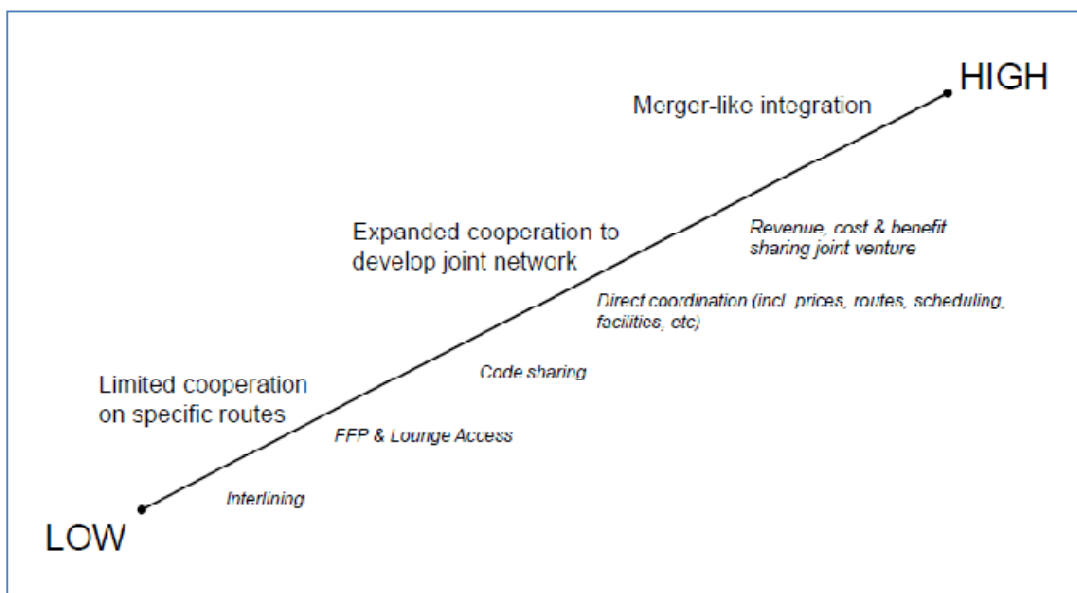 HIGH
Merger-like integration
Revenue, cost & benefit
sharing joint venture
Expanded cooperation to
develop joint network
Direct coordination (incl. prices, routes, scheduling,
facilities, etc)
Code sharing
Limited cooperation
on specific routes
FFP & Lounge Access
Interlining
LOW